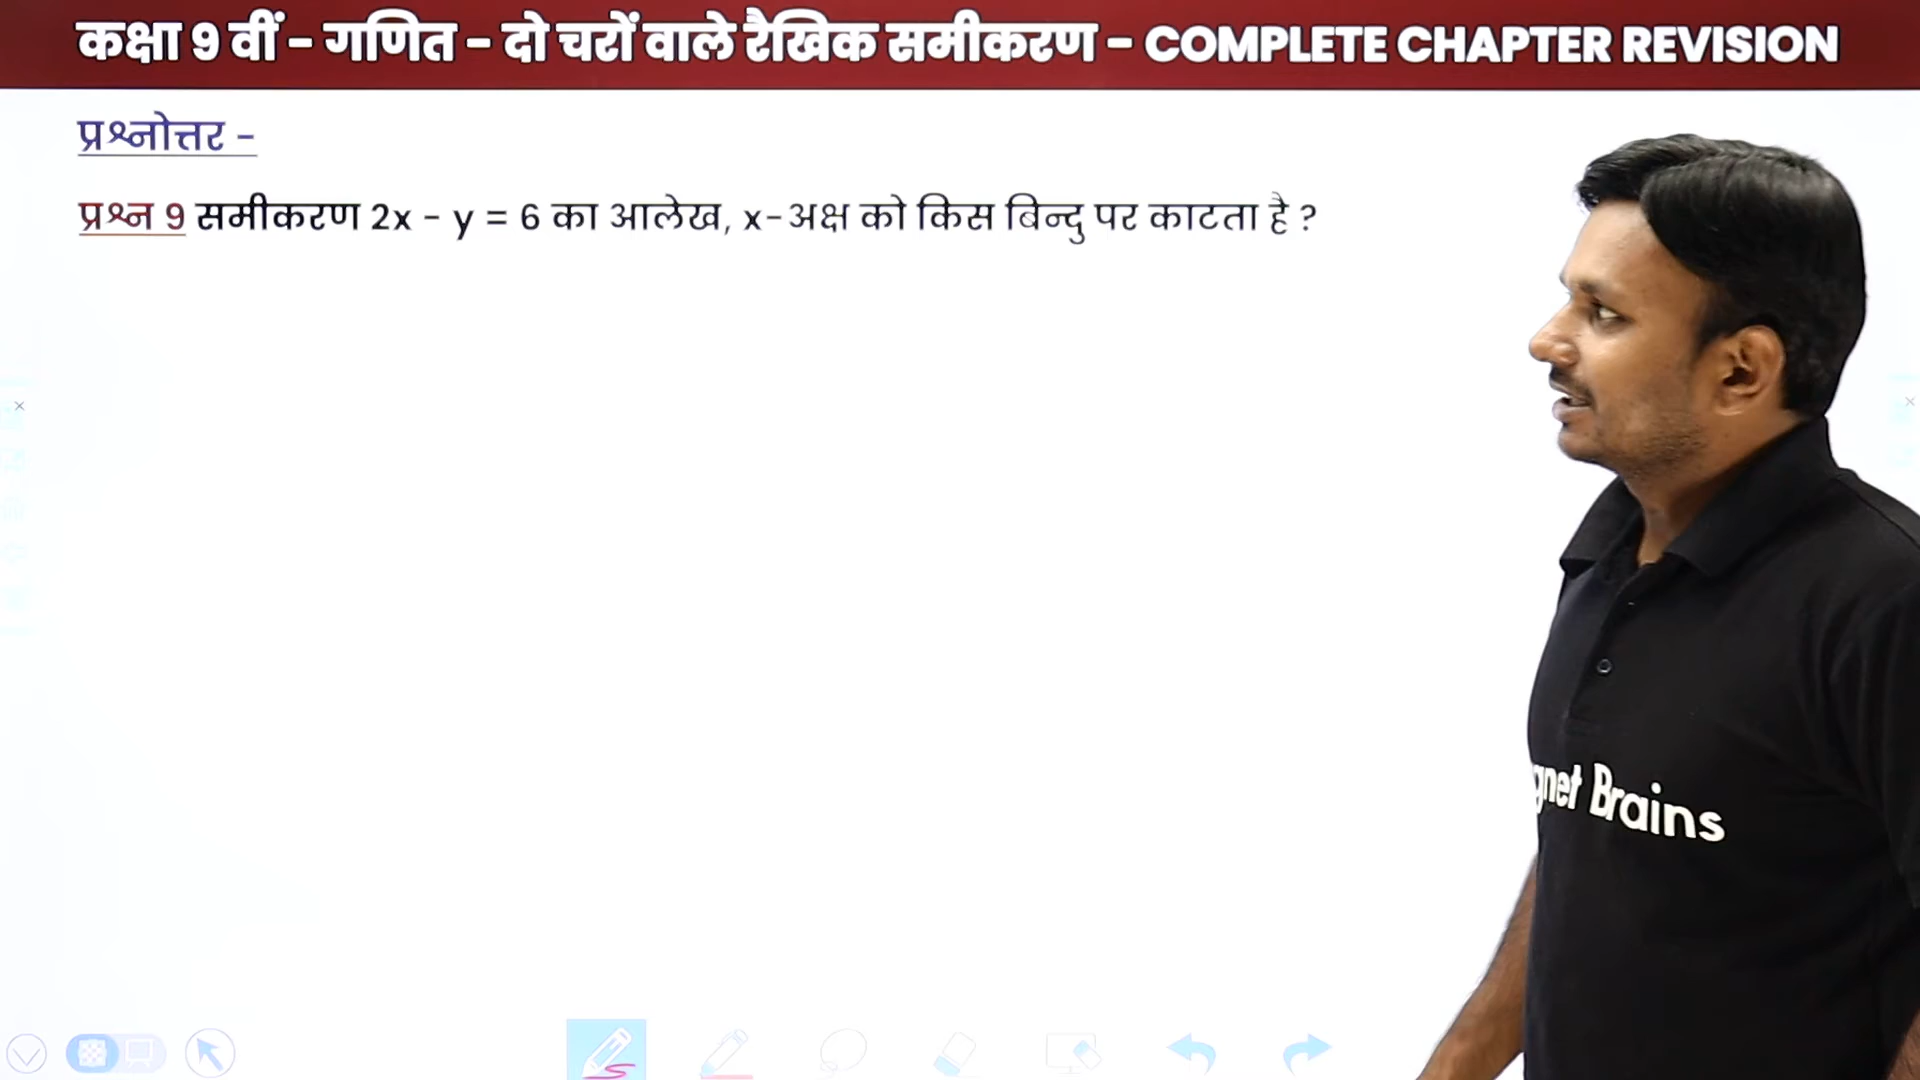 कक्षा 9 वीं - गणित - दो चरों वाले रैखिक समीकरण - COMPLETE CHAPTER REVISION
प्रश्नोत्तर -
प्रश्न 9 समीकरण 2x - y = 6 का आलेख, x-अक्ष को किस बिन्दु पर काटता है ?
Brains